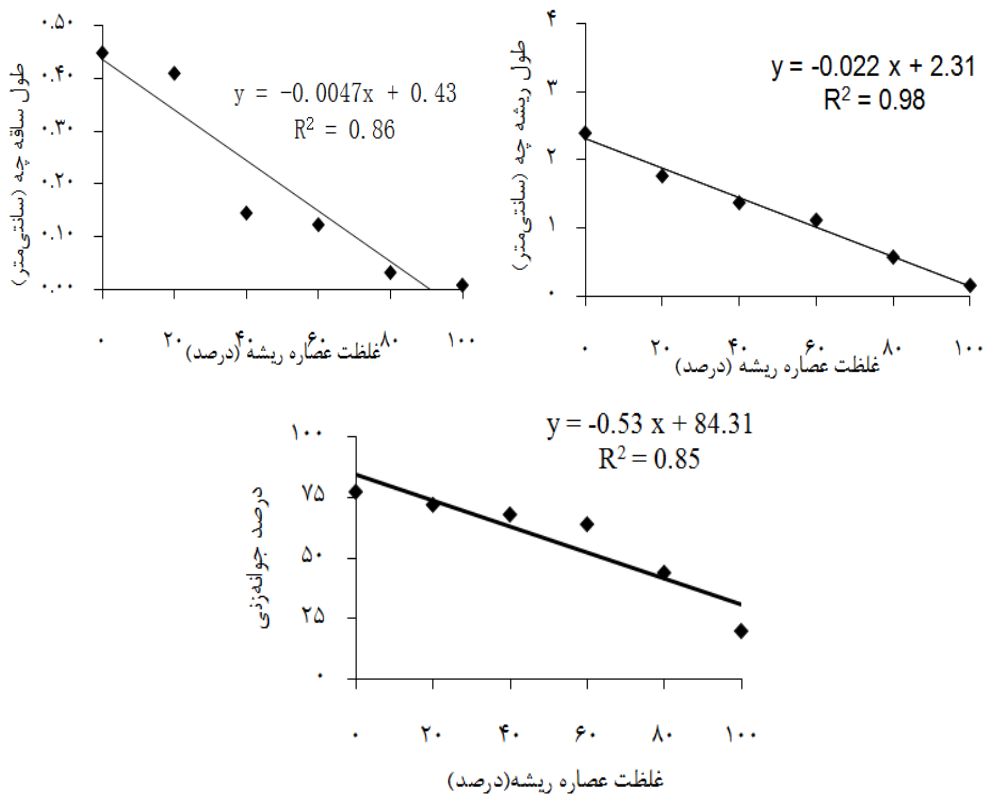 طول ساقه چه (سانتی‌متر)
۰.۵۰
۰.۴۰
۰.۳۰
۰.۲۰
۰.۱۰
۰.۰۰
y = -0.0047x + 0.43
R² = 0.86
۰ ۲۰ ۴۰ ۶۰ ۸۰ ۱۰۰
غلظت عصاره ریشه (درصد)
طول ریشه چه (سانتی‌متر)
۴
۳
۲
۱
۰
y = -0.022 x + 2.31
R² = 0.98
۰ ۲۰ ۴۰ ۶۰ ۸۰ ۱۰۰
غلظت عصاره ریشه (درصد)
درصد جوانه‌زنی
۱۰۰
۷۵
۵۰
۲۵
۰
y = -0.53 x + 84.31
R² = 0.85
۰ ۲۰ ۴۰ ۶۰ ۸۰ ۱۰۰
غلظت عصاره ریشه(درصد)